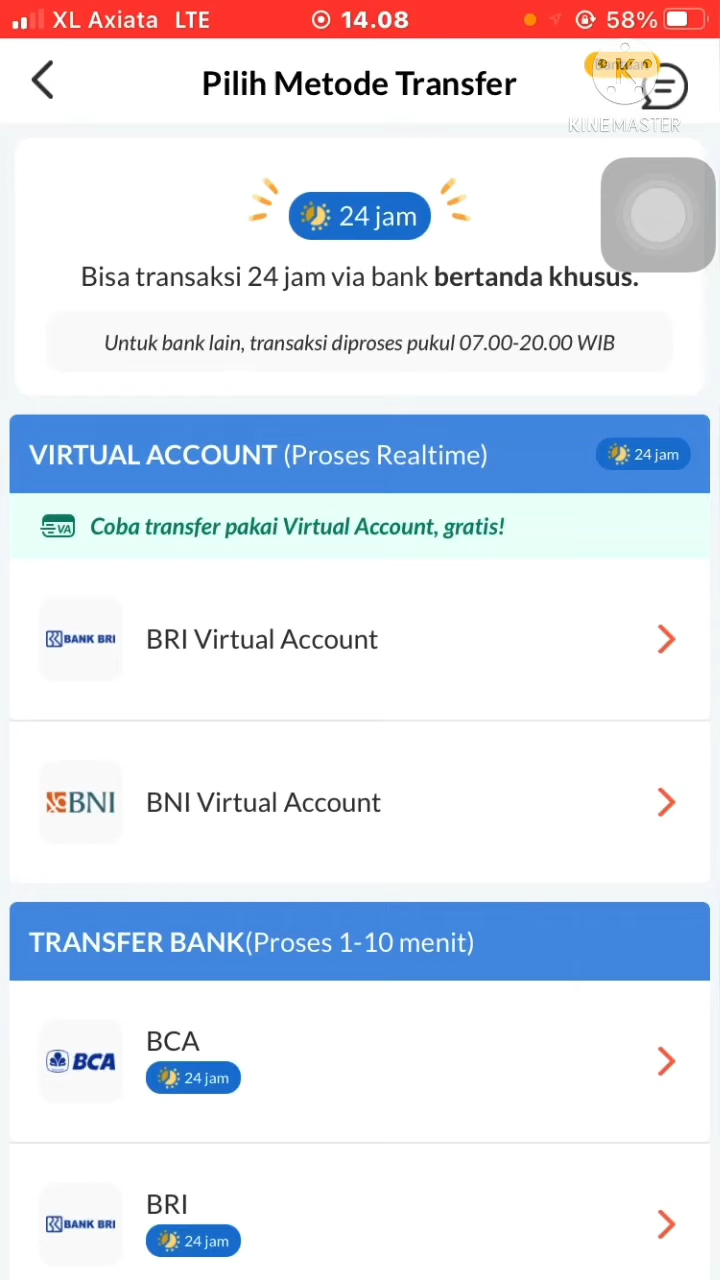 XL Axiata LTE 14.08 58%
Pilih Metode Transfer
Bantuan
K
KINEMASTER
24 jam
Bisa transaksi 24 jam via bank bertanda khusus.
Untuk bank lain, transaksi diproses pukul 07.00-20.00 WIB
VIRTUAL ACCOUNT (Proses Realtime) 24 jam
VA Coba transfer pakai Virtual Account, gratis!
BANK BRI BRI Virtual Account
BNI BNI Virtual Account
TRANSFER BANK(Proses 1-10 menit)
BCA
BCA
24 jam
BRI
BANK BRI
24 jam